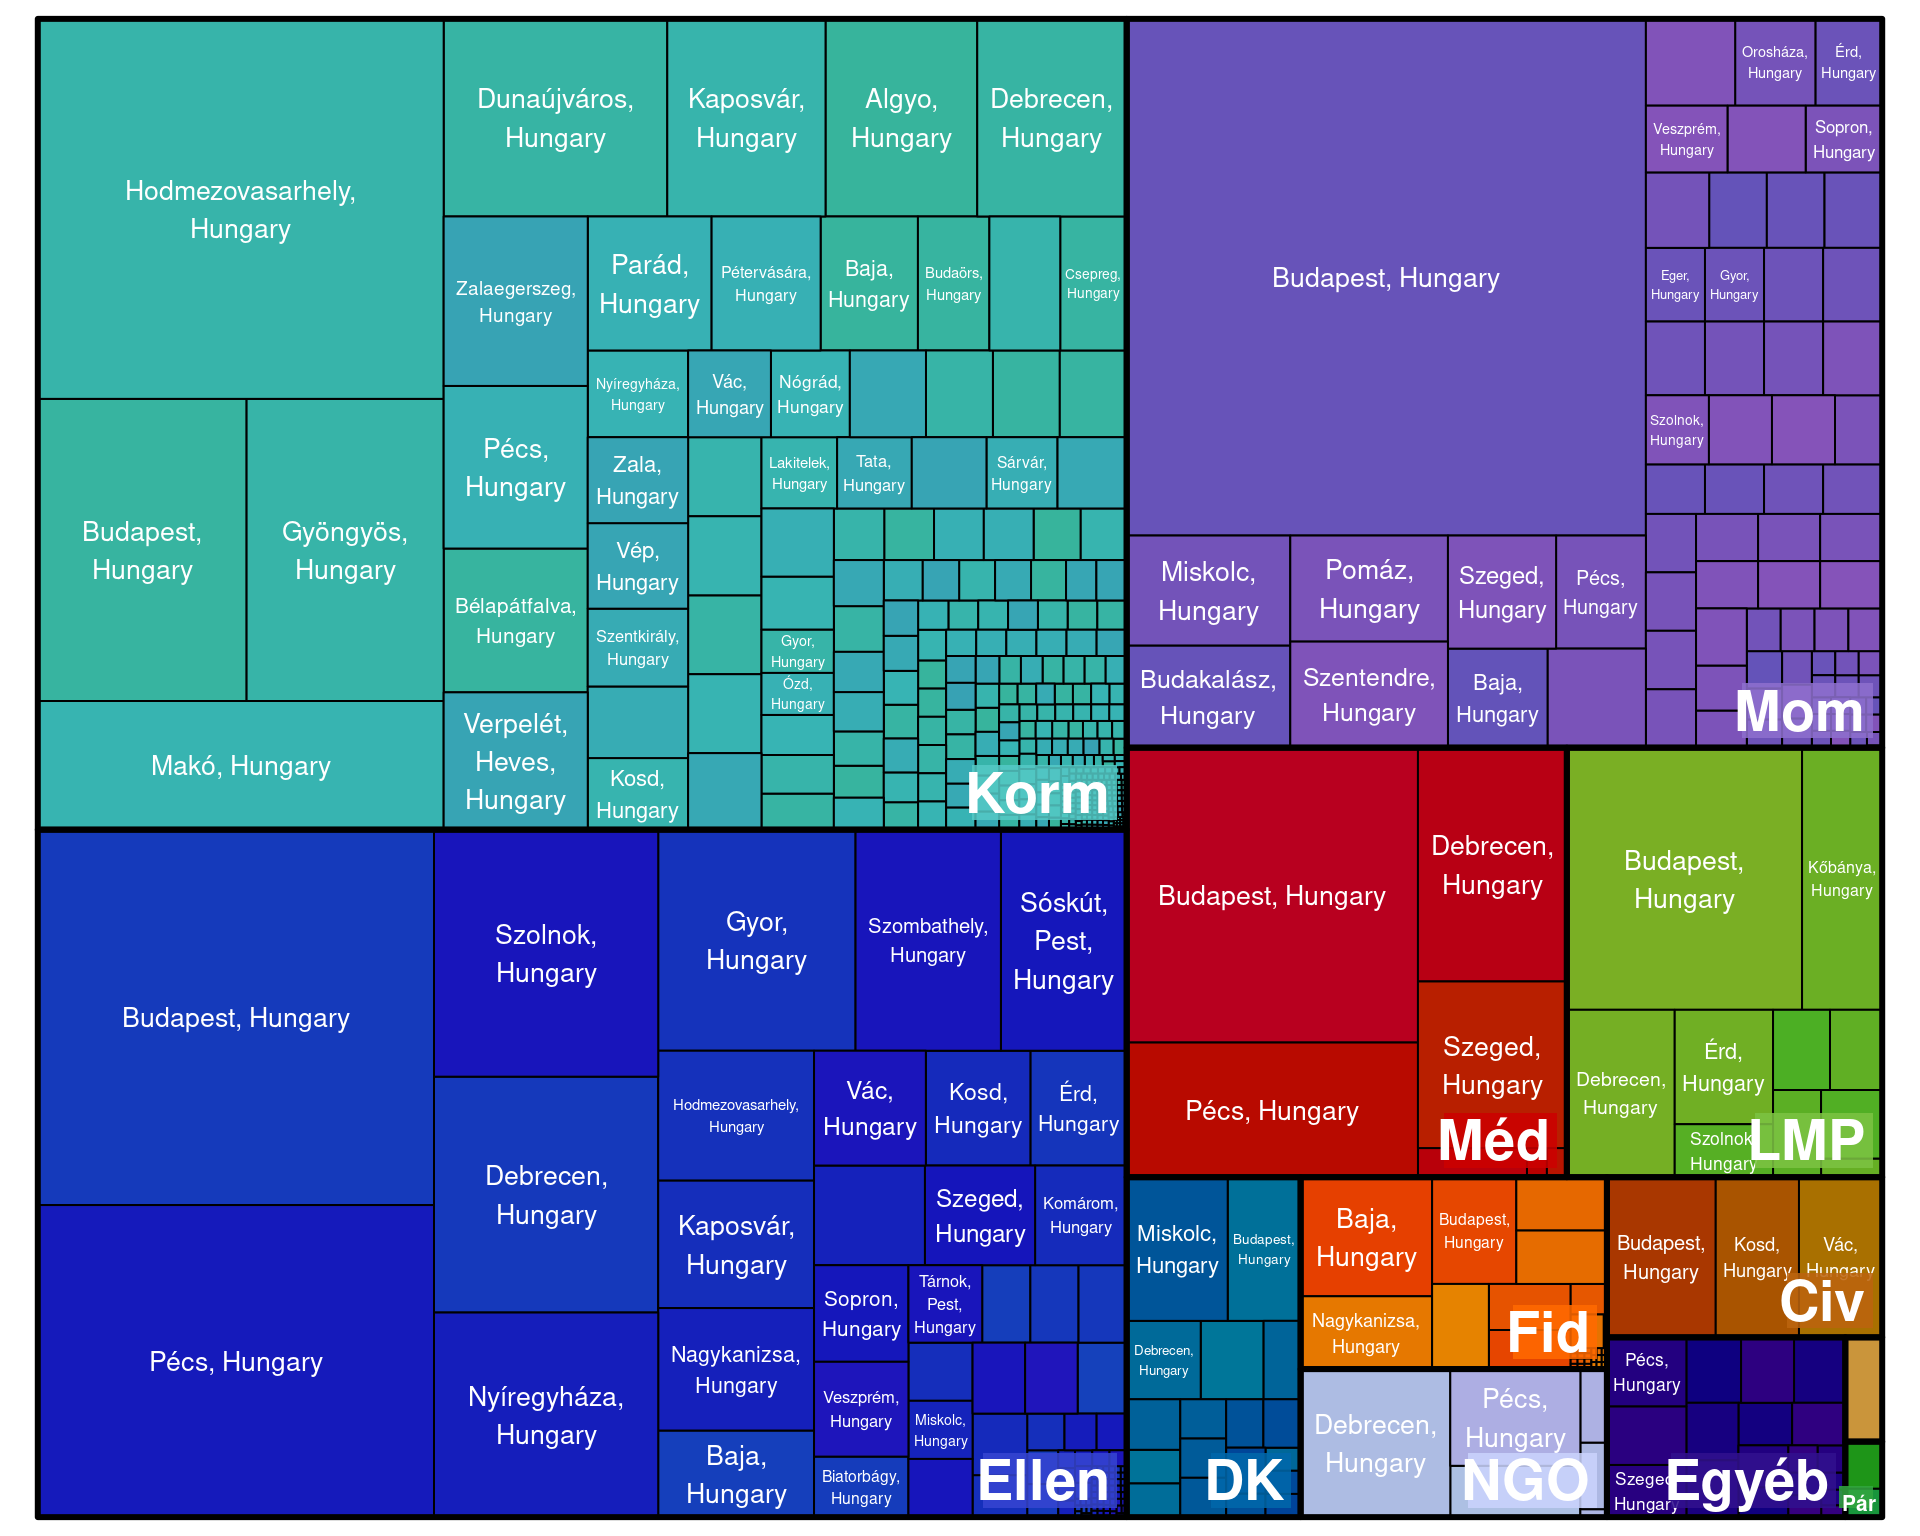 Hodmezovasarhely,
Hungary
Budapest,
Hungary
Gyöngyös,
Hungary
Makó, Hungary
Dunaújváros,
Hungary
Kaposvár,
Hungary
Algyo,
Hungary
Debrecen,
Hungary
Zalaegerszeg,
Hungary
Parád,
Hungary
Pétervására,
Hungary
Baja,
Hungary
Budaörs,
Hungary
Csepreg,
Hungary
Pécs,
Hungary
Nyíregyháza,
Hungary
Vác,
Hungary
Nógrád,
Hungary
Zala,
Hungary
Lakitelek,
Hungary
Tata,
Hungary
Sárvár,
Hungary
Vép,
Hungary
Bélapátfalva,
Hungary
Szentkirály,
Hungary
Gyor,
Hungary
Ózd,
Hungary
Verpelét,
Heves,
Hungary
Kosd,
Hungary
Korm
Budapest, Hungary
Orosháza,
Hungary
Érd,
Hungary
Veszprém,
Hungary
Sopron,
Hungary
Eger,
Hungary
Gyor,
Hungary
Szolnok,
Hungary
Miskolc,
Hungary
Pomáz,
Hungary
Szeged,
Hungary
Pécs,
Hungary
Budakalász,
Hungary
Szentendre,
Hungary
Baja,
Hungary
Mom
Budapest, Hungary
Pécs, Hungary
Szolnok,
Hungary
Debrecen,
Hungary
Nyíregyháza,
Hungary
Gyor,
Hungary
Szombathely,
Hungary
Sóskút,
Pest,
Hungary
Hodmezovasarhely,
Hungary
Vác,
Hungary
Kosd,
Hungary
Érd,
Hungary
Kaposvár,
Hungary
Szeged,
Hungary
Komárom,
Hungary
Nagykanizsa,
Hungary
Sopron,
Hungary
Tárnok,
Pest,
Hungary
Veszprém,
Hungary
Miskolc,
Hungary
Baja,
Hungary
Biatorbágy,
Hungary
Ellen
Budapest, Hungary
Debrecen,
Hungary
Pécs, Hungary
Szeged,
Hungary
Méd
Budapest,
Hungary
Kőbánya,
Hungary
Debrecen,
Hungary
Érd,
Hungary
Szolnok,
Hungary
LMP
Miskolc,
Hungary
Budapest,
Hungary
Debrecen,
Hungary
DK
Baja,
Hungary
Budapest,
Hungary
Nagykanizsa,
Hungary
Fid
Debrecen,
Hungary
Pécs,
Hungary
NGO
Budapest,
Hungary
Kosd,
Hungary
Vác,
Hungary
Civ
Pécs,
Hungary
Szeged,
Hungary
Egyéb
Pár